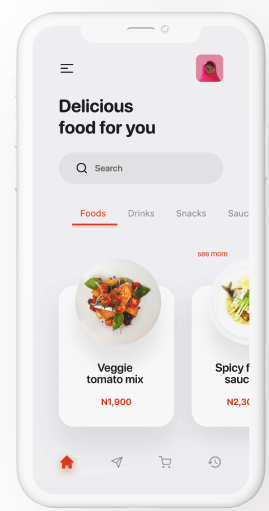 Delicious
food for you
Search
Foods Drinks Snacks Sauc
see more
Veggie
tomato mix
N1,900
Spicy f
sauc
N2,30